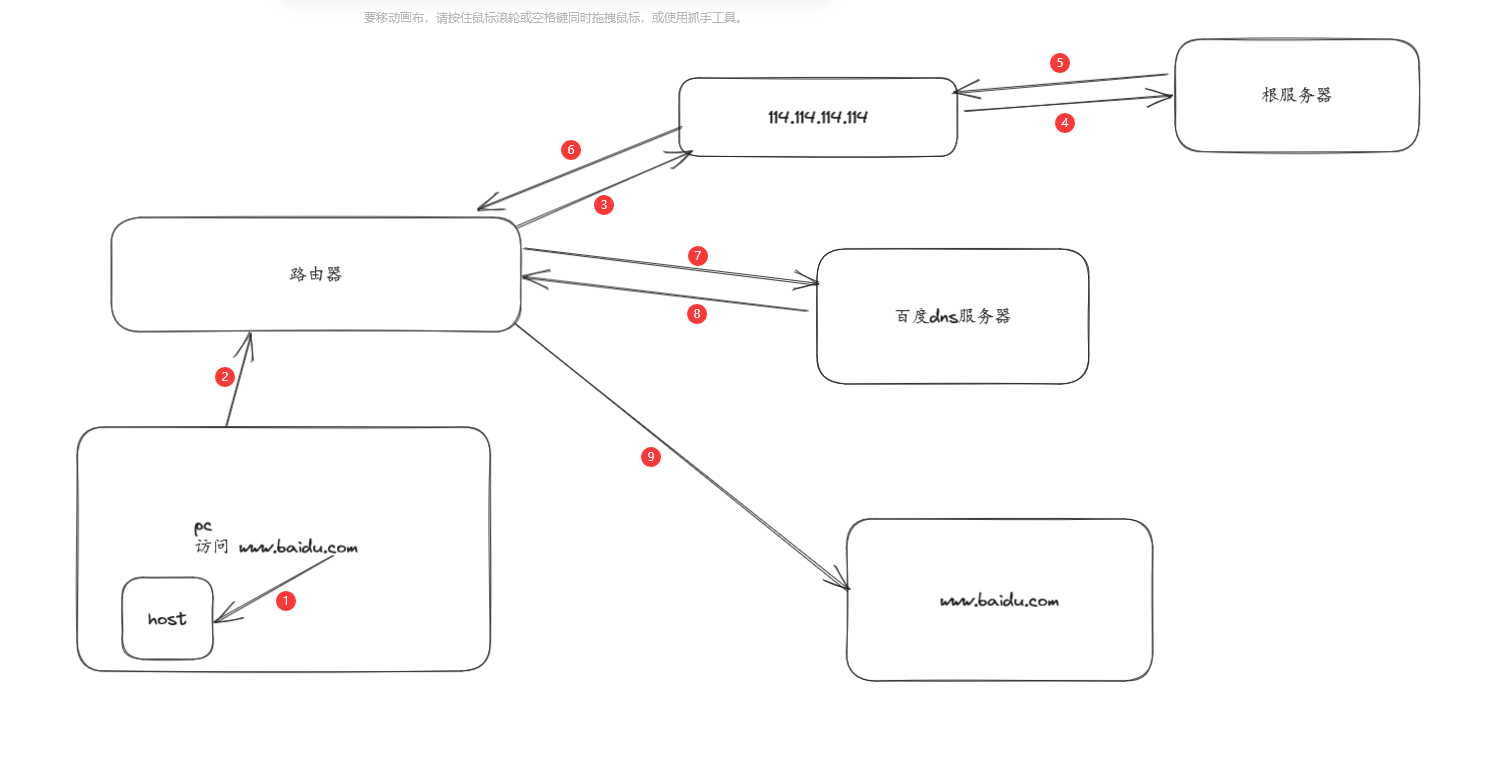 要移动画布，请按住鼠标滚轮或空格键同时拖拽鼠标，或使用抓手工具。
5
根服务器
114.114.114.114
4
6
3
路由器
7
8
百度dns服务器
2
9
pc
访问 www.baidu.com
1
host
www.baidu.com